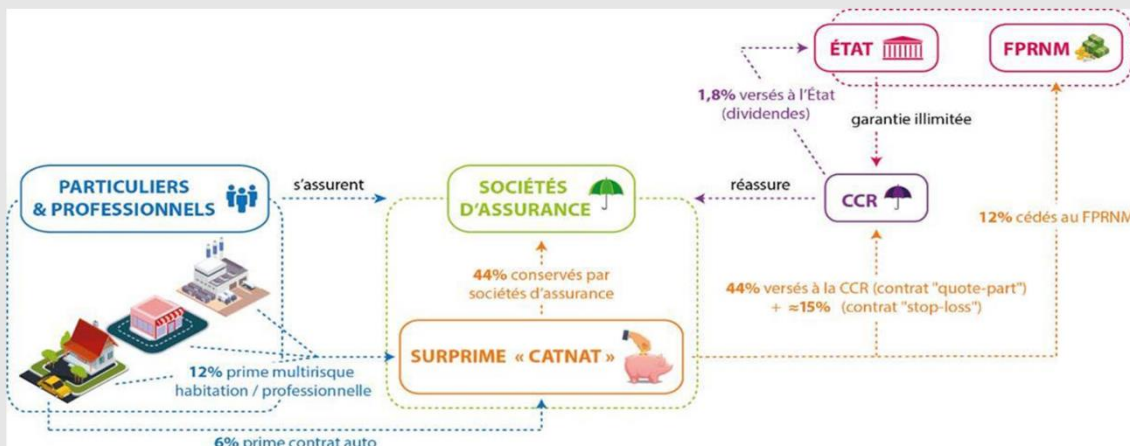 ÉTAT
FPRNM
1,8% versés à l'État
(dividendes)
garantie illimitée
PARTICULIERS
& PROFESSIONNELS
s'assurent
SOCIÉTÉS
D'ASSURANCE
réassure
CCR
12% cédés au FPRNM
44% conservés par
sociétés d'assurance
44% versés à la CCR (contrat "quote-part")
+ ≈15% (contrat "stop-loss")
SURPRIME « CATNAT »
12% prime multirisque
habitation / professionnelle
6% prime contrat auto